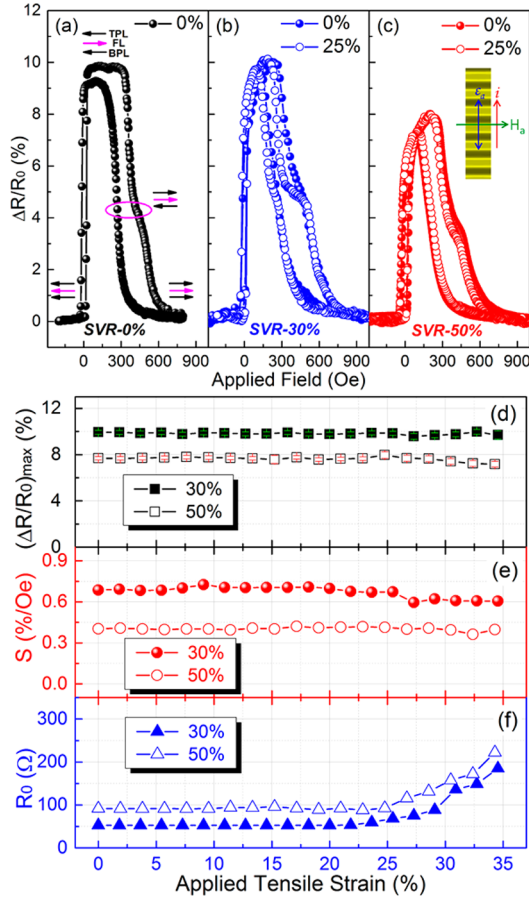 (a) TPL 0%
FL
BPL
(b) 0%
25%
(c) 0%
25%
εa i
Ha
ΔR/R0 (%)
12
10
8
6
4
2
0
SVR-0% SVR-30% SVR-50%
0 300 600 900 0 300 600 900 0 300 600 900
Applied Field (Oe)
(d)
(ΔR/R0)max (%)
12
8
6
0
30%
50%
(e)
S (%/Oe)
0.9
0.6
0.3
0.0
30%
50%
(f)
R0 (Ω)
300
200
100
0
30%
50%
0 5 10 15 20 25 30 35
Applied Tensile Strain (%)